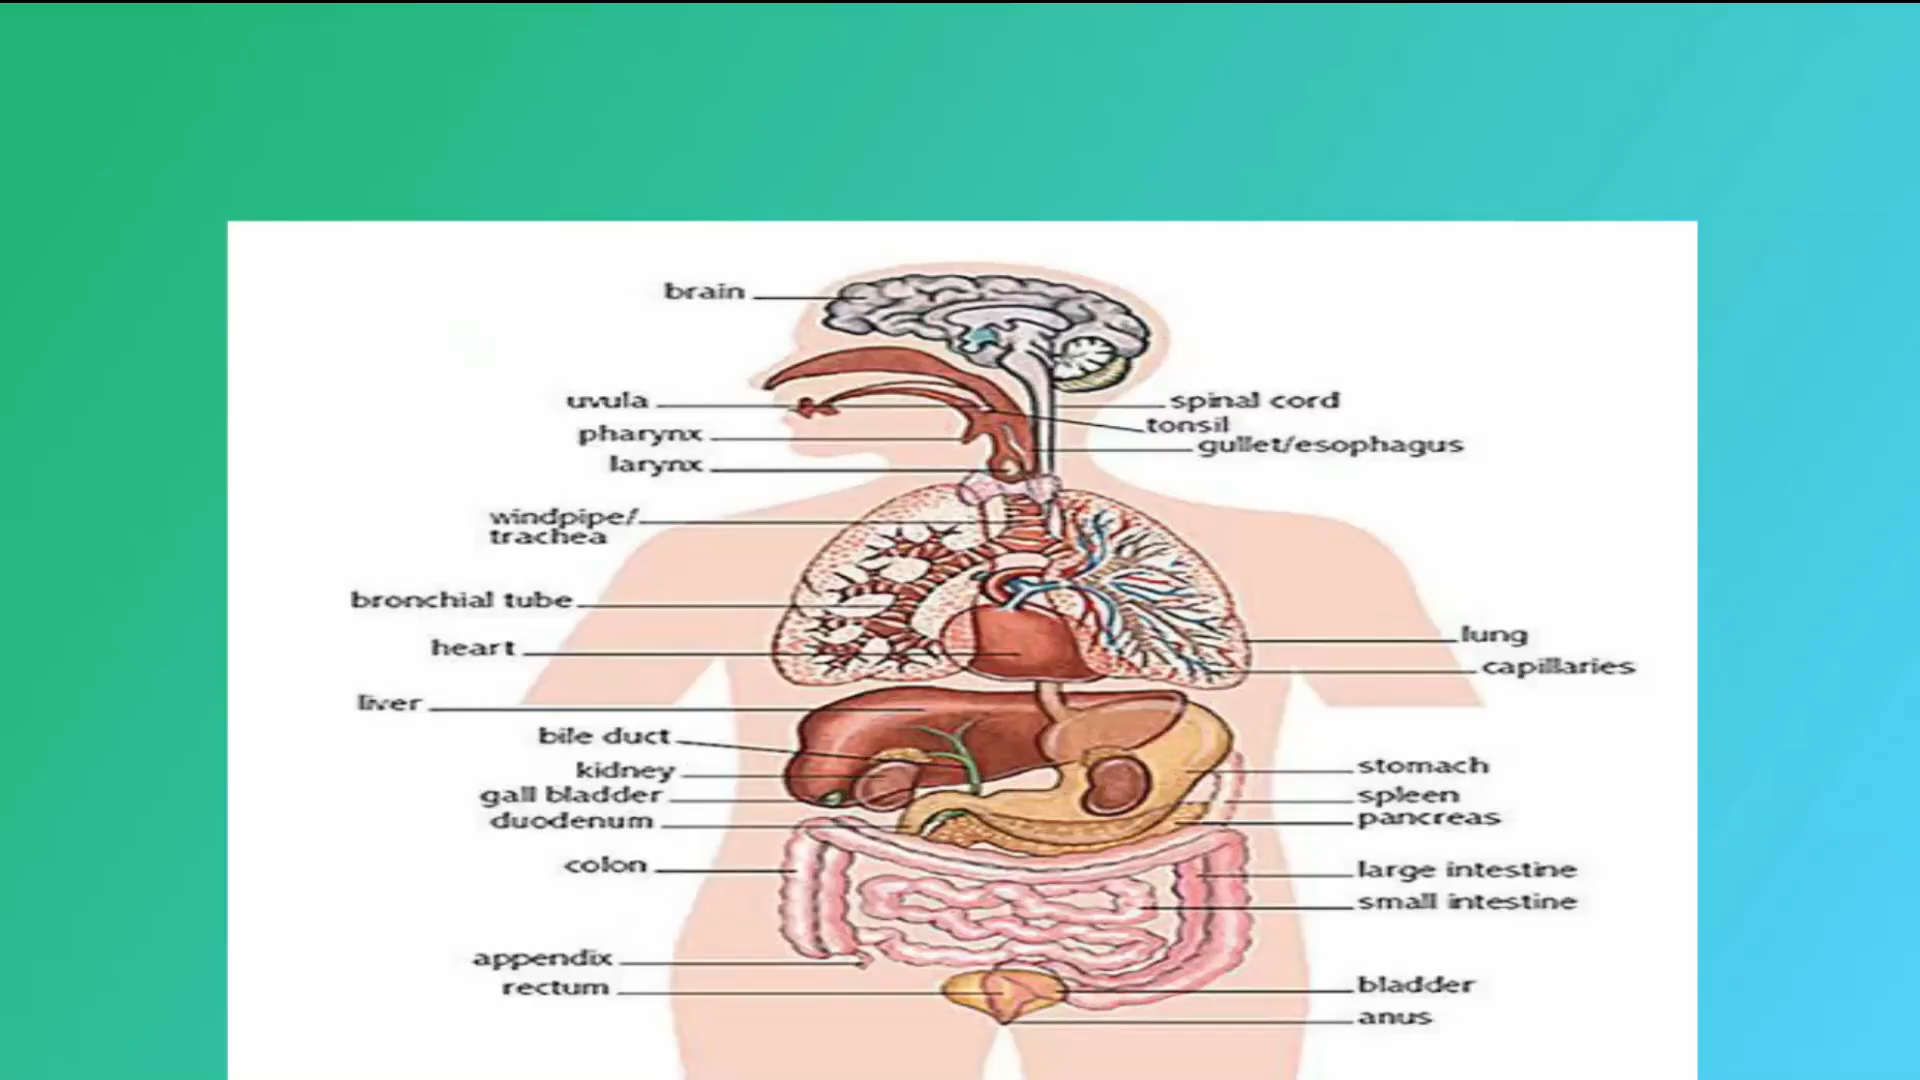 brain
uvula
pharynx
larynx
windpipe/
trachea
bronchial tube
heart
liver
bile duct
kidney
gall bladder
duodenum
colon
appendix
rectum
spinal cord
tonsil
gullet/esophagus
lung
capillaries
stomach
spleen
pancreas
large intestine
small intestine
bladder
anus